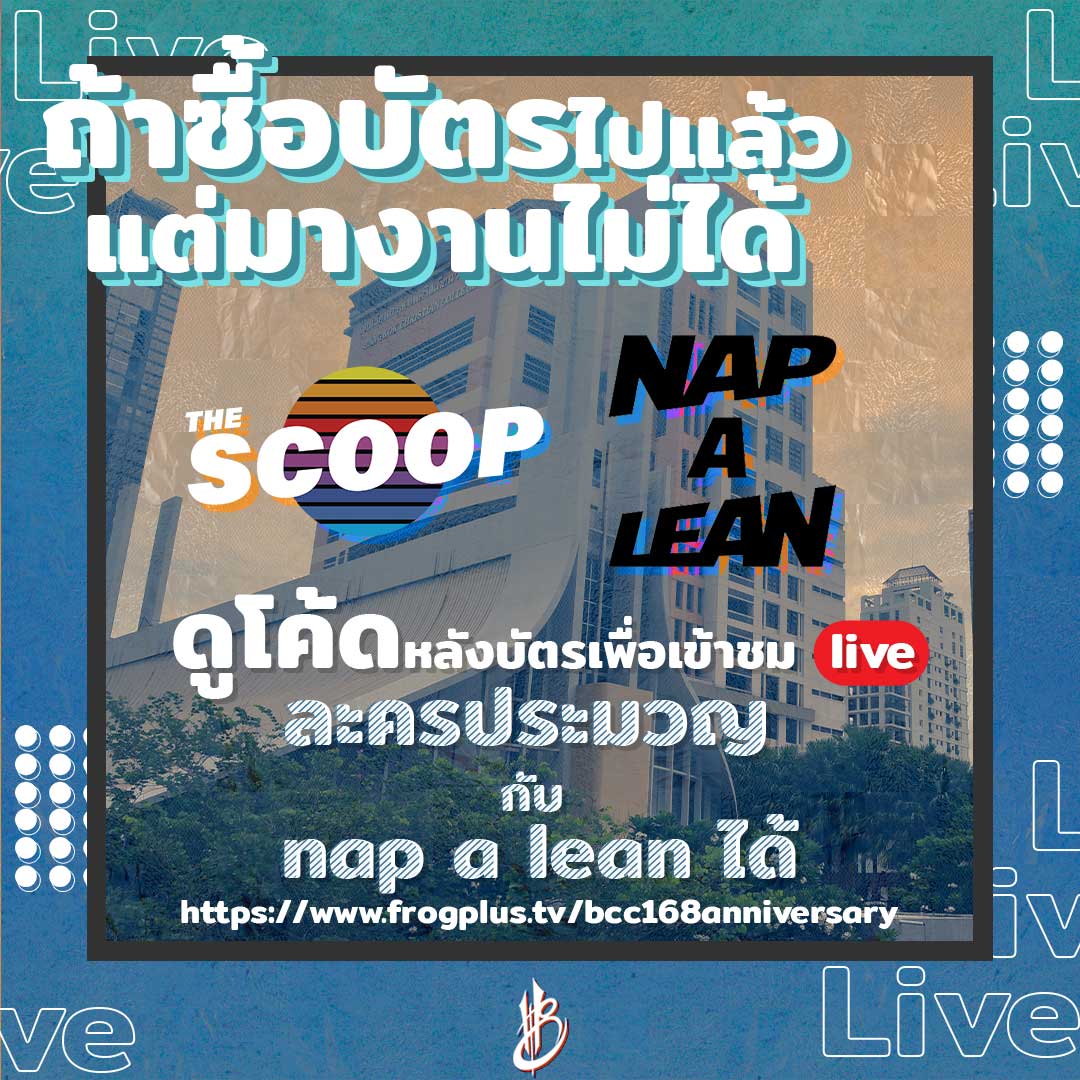 Live
Live
ถ้าซื้อบัตรไปแล้ว
แต่มางานไม่ได้
THE
SCOOP
NAP
A
LEAN
ดูโค้ดหลังบัตรเพื่อเข้าชม live
ละครประมวญ
กับ
nap a lean ได้
https://www.frogplus.tv/bcc168anniversary
Live